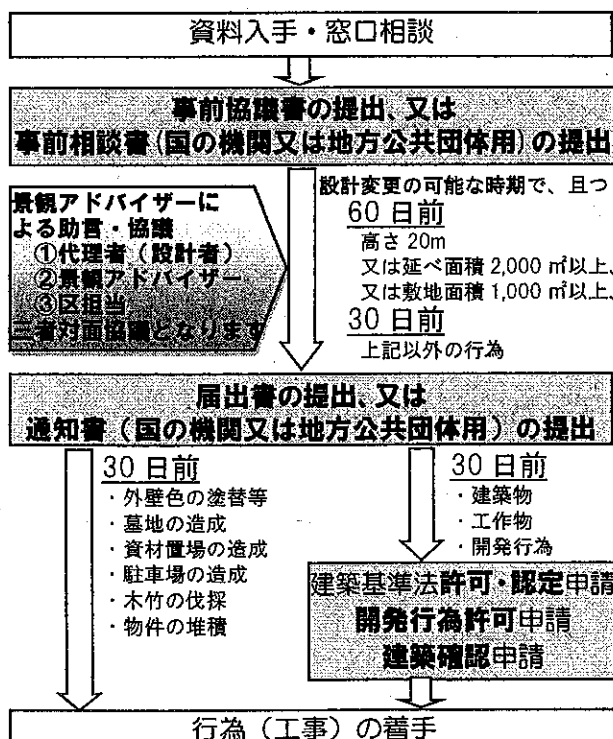 資料入手・窓口相談
事前協議書の提出、又は
事前相談書(国の機関又は地方公共団体用)の提出
景観アドバイザーに
よる助言・協議
①代理者(設計者)
②景観アドバイザー
③区担当
三者対面協議となります
設計変更の可能な時期で、且つ
60日前
高さ20m
又は延べ面積2,000㎡以上、
又は敷地面積1,000㎡以上、
30日前
上記以外の行為
届出書の提出、又は
通知書(国の機関又は地方公共団体用)の提出
30日前
・外壁色の塗替等
・墓地の造成
・資材置場の造成
・駐車場の造成
・木竹の伐採
・物件の堆積
30日前
・建築物
・工作物
・開発行為
建築基準法許可・認定申請
開発行為許可申請
建築確認申請
行為(工事)の着手